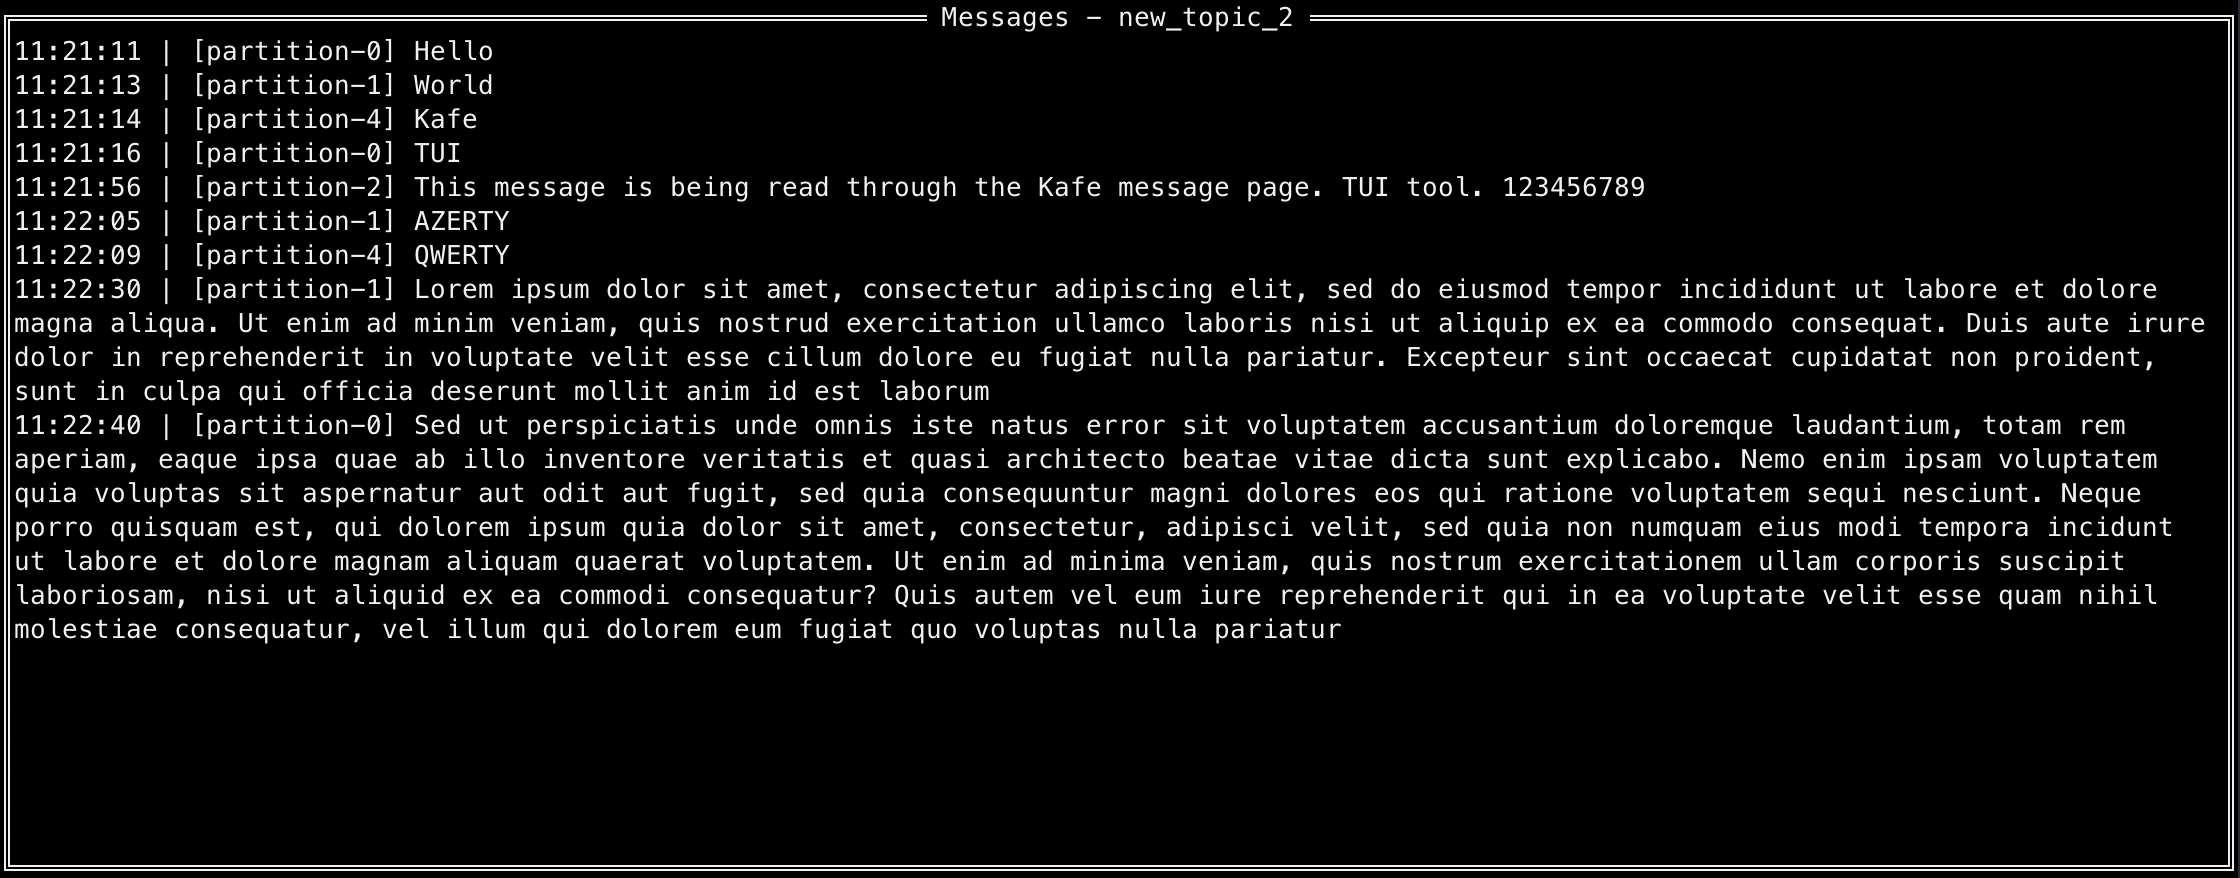 Messages - new_topic_2
11:21:11 | [partition-0] Hello
11:21:13 | [partition-1] World
11:21:14 | [partition-4] Kafe
11:21:16 | [partition-0] TUI
11:21:56 | [partition-2] This message is being read through the Kafe message page. TUI tool. 123456789
11:22:05 | [partition-1] AZERTY
11:22:09 | [partition-4] QWERTY
11:22:30 | [partition-1] Lorem ipsum dolor sit amet, consectetur adipiscing elit, sed do eiusmod tempor incididunt ut labore et dolore
magna aliqua. Ut enim ad minim veniam, quis nostrud exercitation ullamco laboris nisi ut aliquip ex ea commodo consequat. Duis aute irure
dolor in reprehenderit in voluptate velit esse cillum dolore eu fugiat nulla pariatur. Excepteur sint occaecat cupidatat non proident,
sunt in culpa qui officia deserunt mollit anim id est laborum
11:22:40 | [partition-0] Sed ut perspiciatis unde omnis iste natus error sit voluptatem accusantium doloremque laudantium, totam rem
aperiam, eaque ipsa quae ab illo inventore veritatis et quasi architecto beatae vitae dicta sunt explicabo. Nemo enim ipsam voluptatem
quia voluptas sit aspernatur aut odit aut fugit, sed quia consequuntur magni dolores eos qui ratione voluptatem sequi nesciunt. Neque
porro quisquam est, qui dolorem ipsum quia dolor sit amet, consectetur, adipisci velit, sed quia non numquam eius modi tempora incidunt
ut labore et dolore magnam aliquam quaerat voluptatem. Ut enim ad minima veniam, quis nostrum exercitationem ullam corporis suscipit
laboriosam, nisi ut aliquid ex ea commodi consequatur? Quis autem vel eum iure reprehenderit qui in ea voluptate velit esse quam nihil
molestiae consequatur, vel illum qui dolorem eum fugiat quo voluptas nulla pariatur